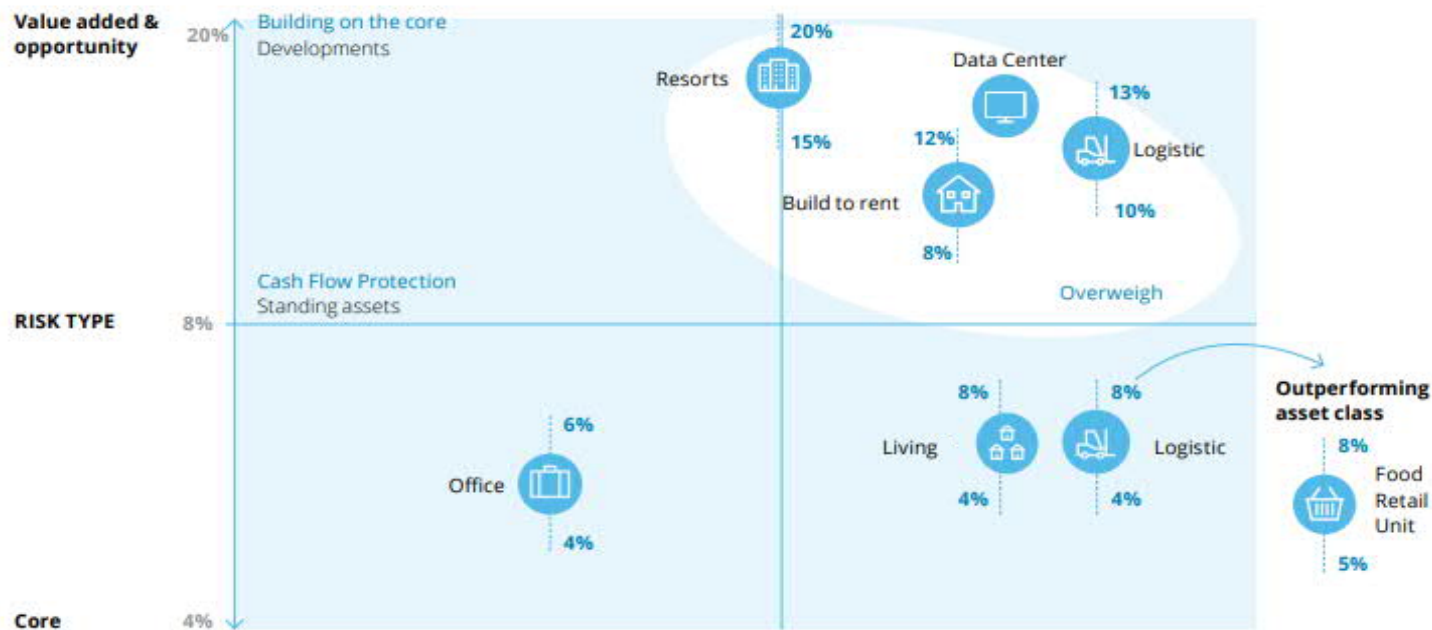 Value added &
opportunity
20%
Building on the core
Developments
Resorts
20%
15%
Data Center
13%
Logistic
10%
12%
Build to rent
8%
Cash Flow Protection
Standing assets
Overweigh
RISK TYPE
8%
Office
6%
4%
Living
8%
4%
8%
Logistic
4%
Outperforming
asset class
8%
Food
Retail
Unit
5%
Core
4%